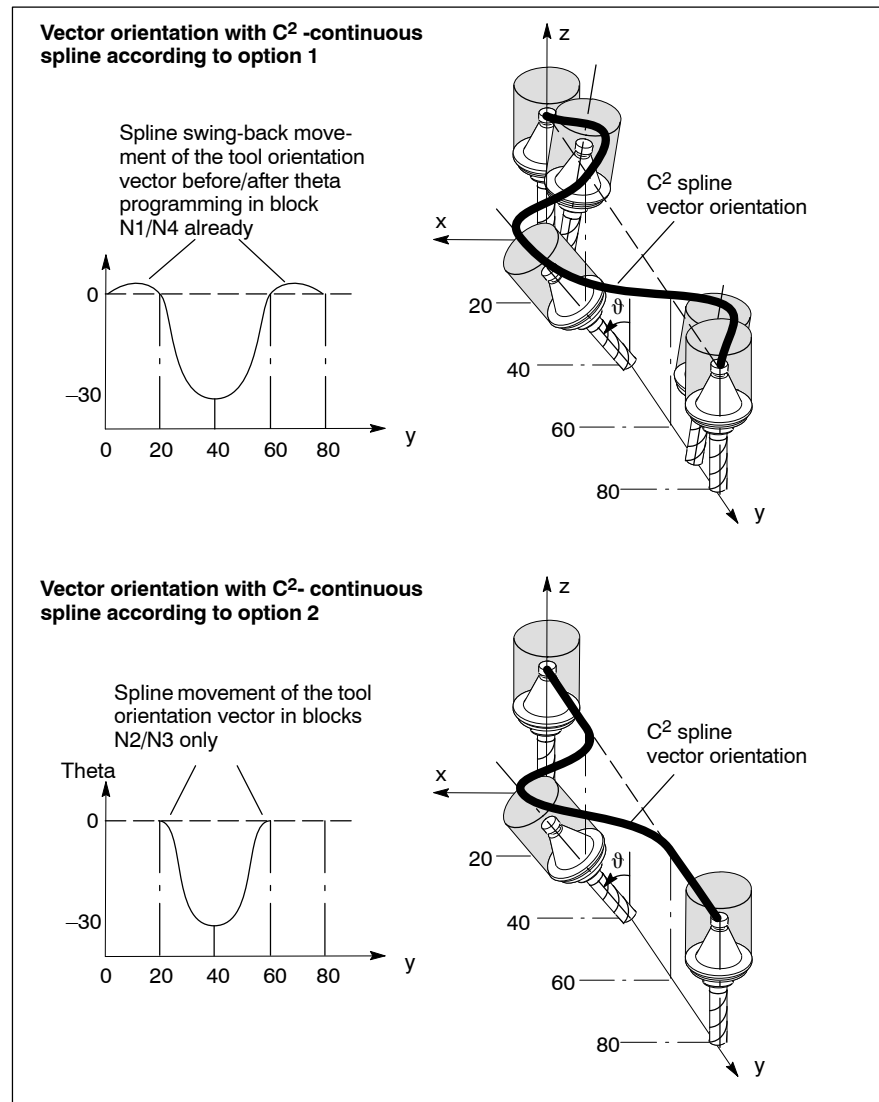 Vector orientation with C² -continuous
spline according to option 1
Spline swing-back move-
ment of the tool orientation
vector before/after theta
programming in block
N1/N4 already
0
–30
0
20
40
60
80
y
z
x
C² spline
vector orientation
ϑ
20
40
60
80
y
Vector orientation with C²- continuous
spline according to option 2
Spline movement of the tool
orientation vector in blocks
N2/N3 only
Theta
0
–30
0
20
40
60
80
y
z
x
C² spline
vector orientation
ϑ
20
40
60
80
y